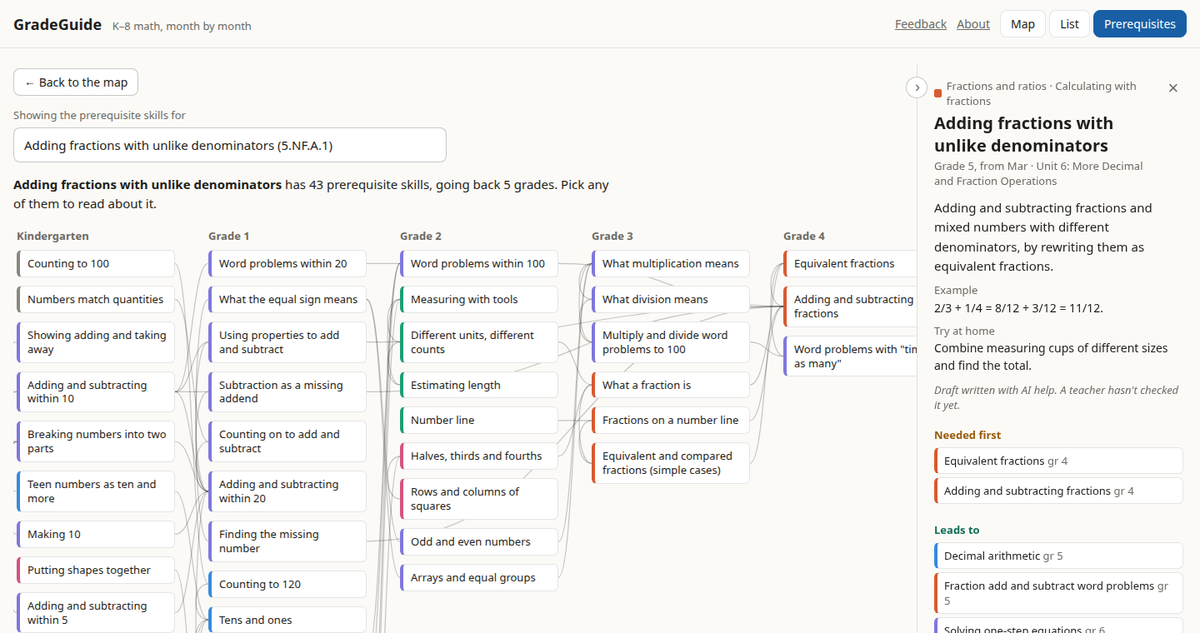 GradeGuide K–8 math, month by month
Feedback About Map List Prerequisites
← Back to the map
Showing the prerequisite skills for
Adding fractions with unlike denominators (5.NF.A.1)
Adding fractions with unlike denominators has 43 prerequisite skills, going back 5 grades. Pick any
of them to read about it.
Kindergarten
Counting to 100
Numbers match quantities
Showing adding and taking
away
Adding and subtracting
within 10
Breaking numbers into two
parts
Teen numbers as ten and
more
Making 10
Putting shapes together
Adding and subtracting
within 5
Grade 1
Word problems within 20
What the equal sign means
Using properties to add
and subtract
Subtraction as a missing
addend
Counting on to add and
subtract
Adding and subtracting
within 20
Finding the missing
number
Counting to 120
Tens and ones
Grade 2
Word problems within 100
Measuring with tools
Different units, different
counts
Estimating length
Number line
Halves, thirds and fourths
Rows and columns of
squares
Odd and even numbers
Arrays and equal groups
Grade 3
What multiplication means
What division means
Multiply and divide word
problems to 100
What a fraction is
Fractions on a number line
Equivalent and compared
fractions (simple cases)
Grade 4
Equivalent fractions
Adding and subtracting
fractions
Word problems with "tim
as many"
Fractions and ratios · Calculating with
fractions
Adding fractions with
unlike denominators
Grade 5, from Mar · Unit 6: More Decimal
and Fraction Operations
Adding and subtracting fractions and
mixed numbers with different
denominators, by rewriting them as
equivalent fractions.
Example
2/3 + 1/4 = 8/12 + 3/12 = 11/12.
Try at home
Combine measuring cups of different sizes
and find the total.
Draft written with AI help. A teacher hasn't checked
it yet.
Needed first
Equivalent fractions gr 4
Adding and subtracting fractions gr 4
Leads to
Decimal arithmetic gr 5
Fraction add and subtract word problems gr
5
Solving one-step equations gr 6